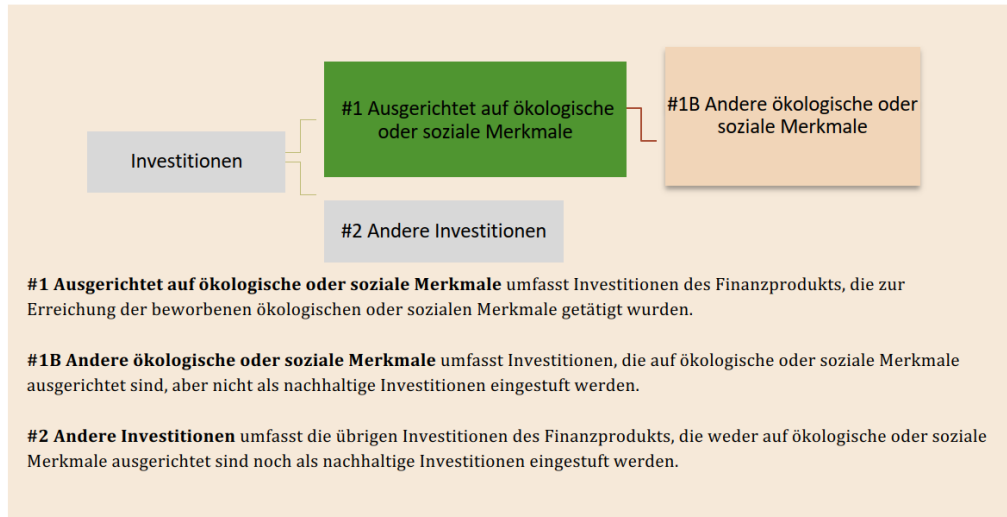 #1 Ausgerichtet auf ökologische
oder soziale Merkmale
#1B Andere ökologische oder
soziale Merkmale
Investitionen
#2 Andere Investitionen
#1 Ausgerichtet auf ökologische oder soziale Merkmale umfasst Investitionen des Finanzprodukts, die zur
Erreichung der beworbenen ökologischen oder sozialen Merkmale getätigt wurden.
#1B Andere ökologische oder soziale Merkmale umfasst Investitionen, die auf ökologische oder soziale Merkmale
ausgerichtet sind, aber nicht als nachhaltige Investitionen eingestuft werden.
#2 Andere Investitionen umfasst die übrigen Investitionen des Finanzprodukts, die weder auf ökologische oder soziale
Merkmale ausgerichtet sind noch als nachhaltige Investitionen eingestuft werden.